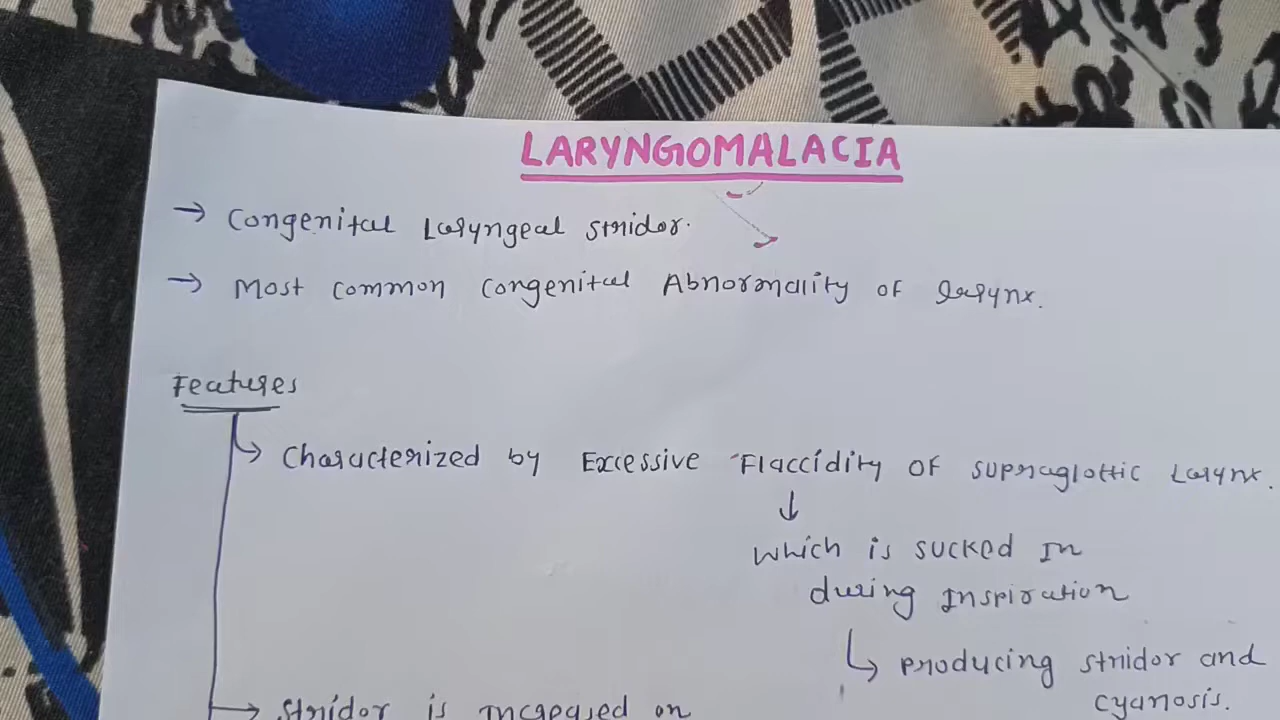 LARYNGOMALACIA
→ Congenital Laryngeal stridor.
→ Most common congenital Abnormality of larynx.
Features
↳ Characterized by Excessive Flaccidity of supraglottic Larynx.
↓
which is sucked In
during Inspiration
↳ producing stridor and
cyanosis.
→ Stridor is increased on